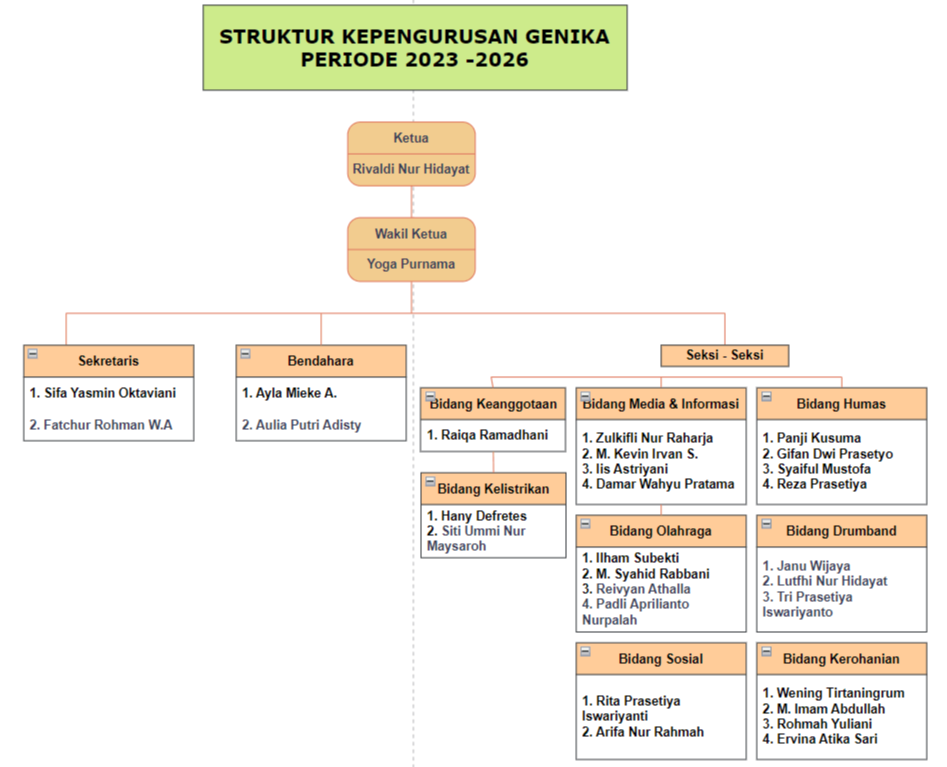 STRUKTUR KEPENGURUSAN GENIKA
PERIODE 2023 -2026
Ketua
Rivaldi Nur Hidayat
Wakil Ketua
Yoga Purnama
Sekretaris
1. Sifa Yasmin Oktaviani
2. Fatchur Rohman W.A
Bendahara
1. Ayla Mieke A.
2. Aulia Putri Adisty
Seksi - Seksi
Bidang Keanggotaan
1. Raiqa Ramadhani
Bidang Kelistrikan
1. Hany Defretes
2. Siti Ummi Nur
Maysaroh
Bidang Media & Informasi
1. Zulkifli Nur Raharja
2. M. Kevin Irvan S.
3. Iis Astriyani
4. Damar Wahyu Pratama
Bidang Olahraga
1. Ilham Subekti
2. M. Syahid Rabbani
3. Reivyan Athalla
4. Padli Aprilianto
Nurpalah
Bidang Sosial
1. Rita Prasetiya
Iswariyanti
2. Arifa Nur Rahmah
Bidang Humas
1. Panji Kusuma
2. Gifan Dwi Prasetyo
3. Syaiful Mustofa
4. Reza Prasetiya
Bidang Drumband
1. Janu Wijaya
2. Lutfhi Nur Hidayat
3. Tri Prasetiya
Iswariyanto
Bidang Kerohanian
1. Wening Tirtaningrum
2. M. Imam Abdullah
3. Rohmah Yuliani
4. Ervina Atika Sari